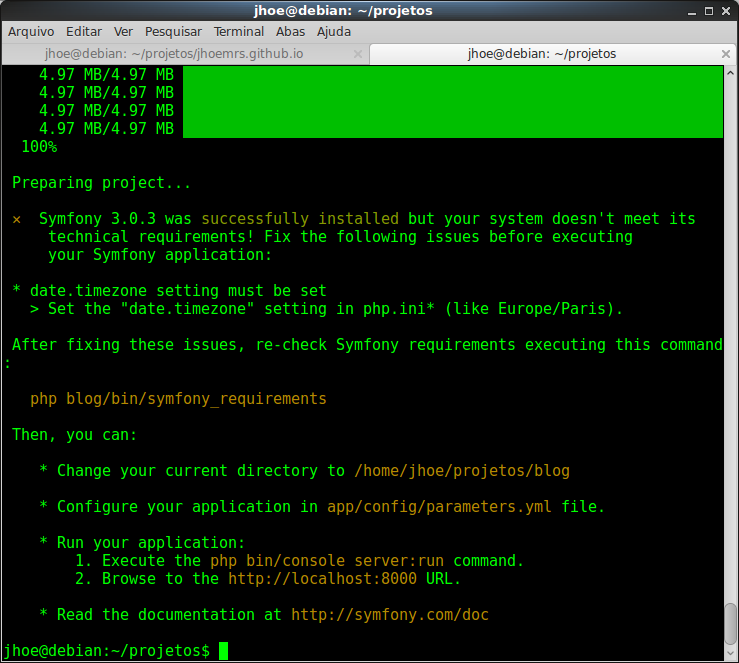 jhoe@debian: ~/projetos
Arquivo Editar Ver Pesquisar Terminal Abas Ajuda
jhoe@debian: ~/projetos/jhoemrs.github.io
jhoe@debian: ~/projetos
4.97 MB/4.97 MB
4.97 MB/4.97 MB
4.97 MB/4.97 MB
4.97 MB/4.97 MB
100%
Preparing project...
✕ Symfony 3.0.3 was successfully installed but your system doesn't meet its
technical requirements! Fix the following issues before executing
your Symfony application:
* date.timezone setting must be set
> Set the "date.timezone" setting in php.ini* (like Europe/Paris).
After fixing these issues, re-check Symfony requirements executing this command
:
php blog/bin/symfony_requirements
Then, you can:
* Change your current directory to /home/jhoe/projetos/blog
* Configure your application in app/config/parameters.yml file.
* Run your application:
1. Execute the php bin/console server:run command.
2. Browse to the http://localhost:8000 URL.
* Read the documentation at http://symfony.com/doc
jhoe@debian:~/projetos$